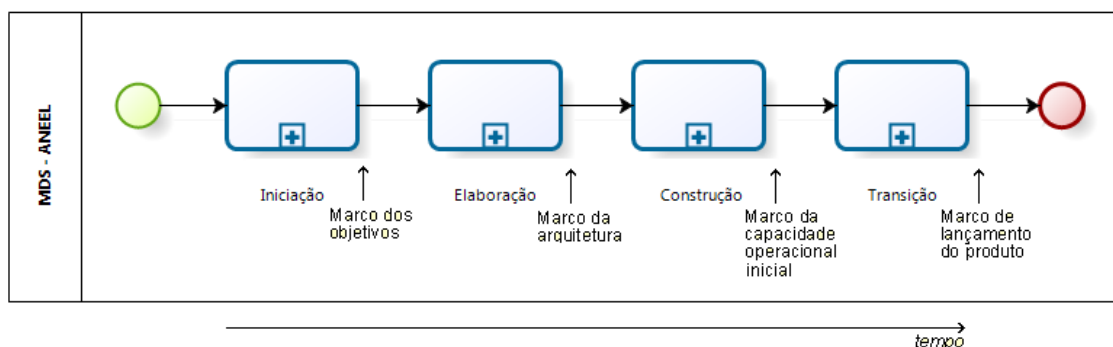 MDS - ANEEL
Iniciação
Marco dos
objetivos
Elaboração
Marco da
arquitetura
Construção
Marco da
capacidade
operacional
inicial
Transição
Marco de
lançamento
do produto
tempo